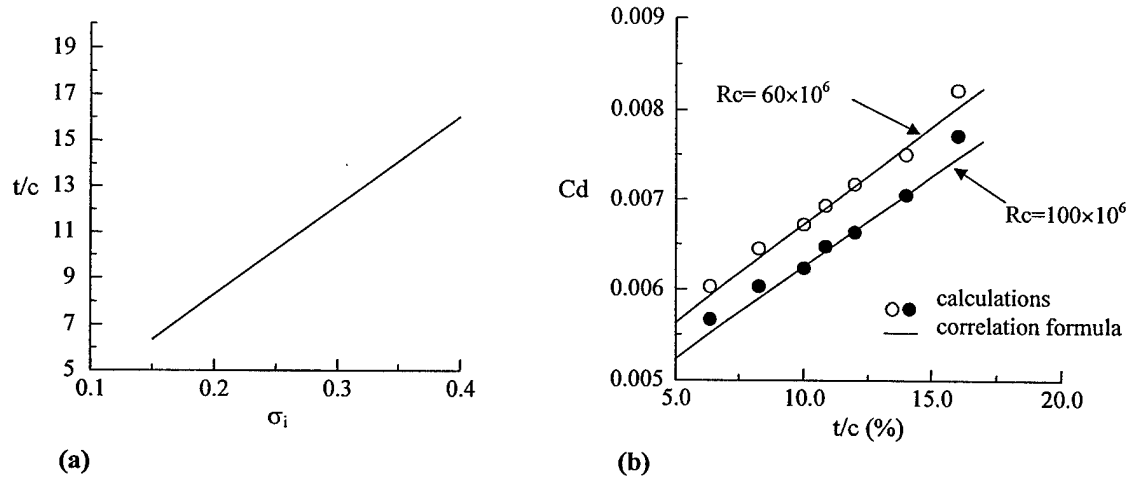 19
17
15
t/c
13
11
9
7
5
0.1
0.2
0.3
0.4
σi
(a)
0.009
0.008
Rc= 60×10⁶
Cd
0.007
Rc=100×10⁶
0.006
calculations
correlation formula
0.005
5.0
10.0
15.0
20.0
t/c (%)
(b)